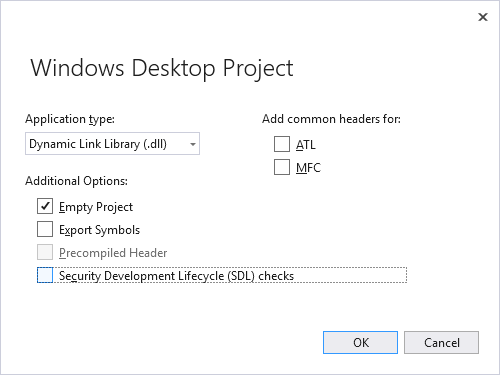 Windows Desktop Project
Application type:
Dynamic Link Library (.dll)
Additional Options:
Empty Project
Export Symbols
Precompiled Header
Security Development Lifecycle (SDL) checks
Add common headers for:
ATL
MFC
OK
Cancel